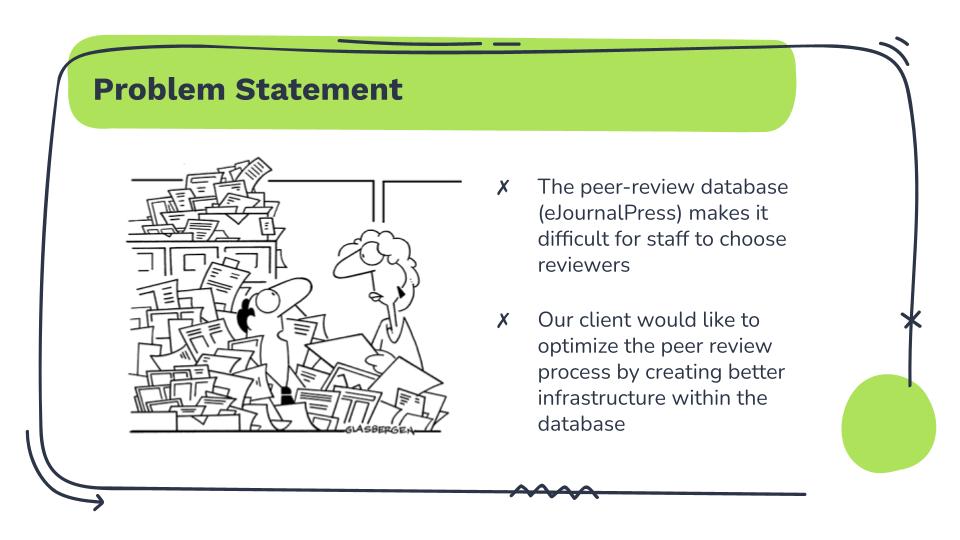 Problem Statement
✗ The peer-review database
(eJournalPress) makes it
difficult for staff to choose
reviewers
✗ Our client would like to
optimize the peer review
process by creating better
infrastructure within the
database
GLASBERGEN